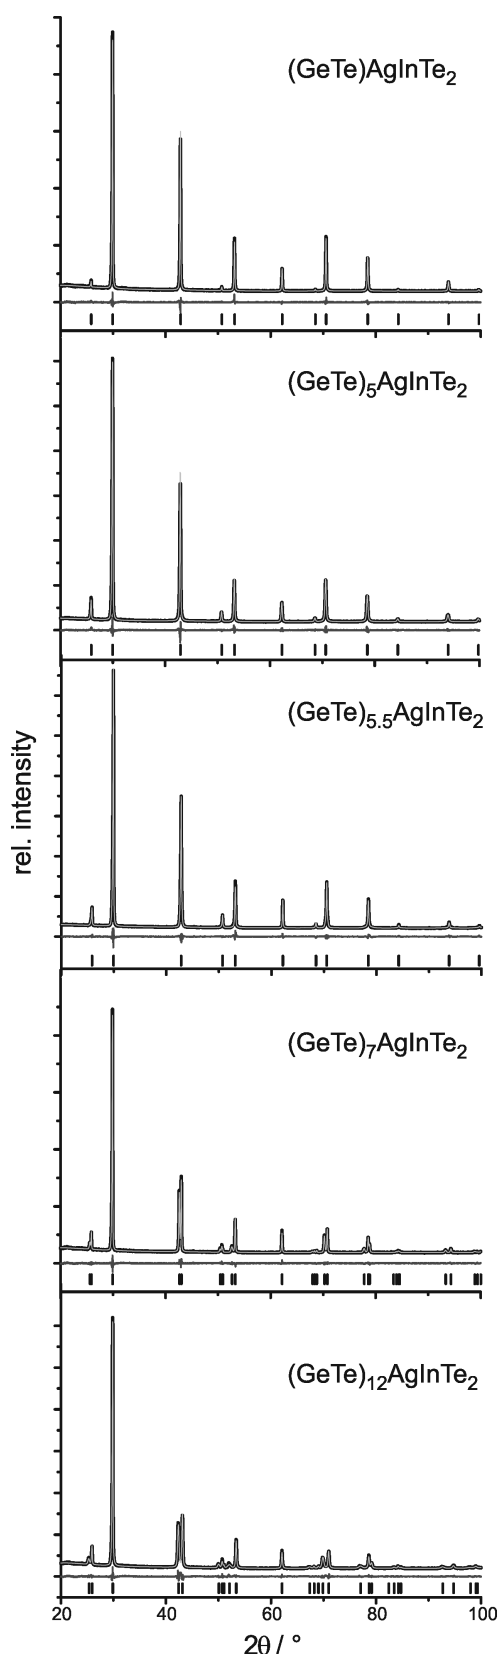 (GeTe)AgInTe₂
(GeTe)₅AgInTe₂
(GeTe)₅.₅AgInTe₂
rel. intensity
(GeTe)₇AgInTe₂
(GeTe)₁₂AgInTe₂
20 40 60 80 100
2θ / °